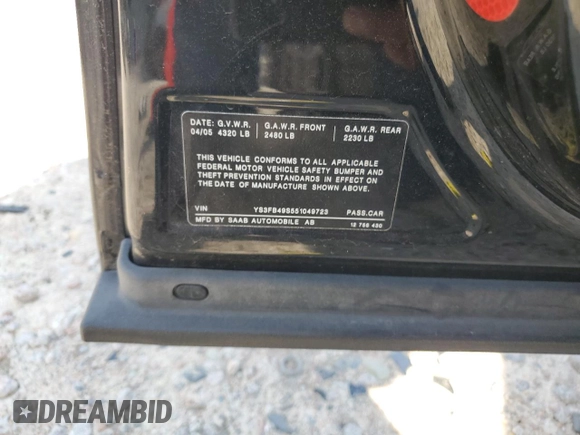 DATE: G.V.W.R. G.A.W.R. FRONT G.A.W.R. REAR
04/05 4320 LB 2480 LB 2230 LB
THIS VEHICLE CONFORMS TO ALL APPLICABLE
FEDERAL MOTOR VEHICLE SAFETY BUMPER AND
THEFT PREVENTION STANDARDS IN EFFECT ON
THE DATE OF MANUFACTURE SHOWN ABOVE.
VIN YS3FB49S551049723 PASS.CAR
MFD BY SAAB AUTOMOBILE AB 12 798 490
DREAMBID